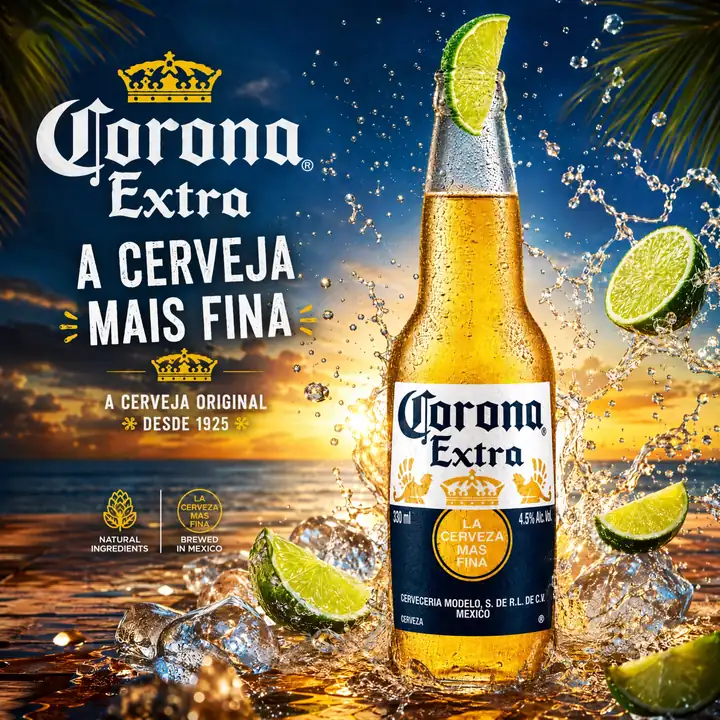 Corona®
Extra
A CERVEJA
MAIS FINA
A CERVEJA ORIGINAL
DESDE 1925
NATURAL
INGREDIENTS
LA
CERVEZA
MAS
FINA
BREWED
IN MEXICO
Corona®
Extra
330 ml
4.5% Alc. Vol.
LA
CERVEZA
MAS
FINA
CERVECERIA MODELO, S. DE R.L. DE C.V.
MEXICO
CERVEZA
®